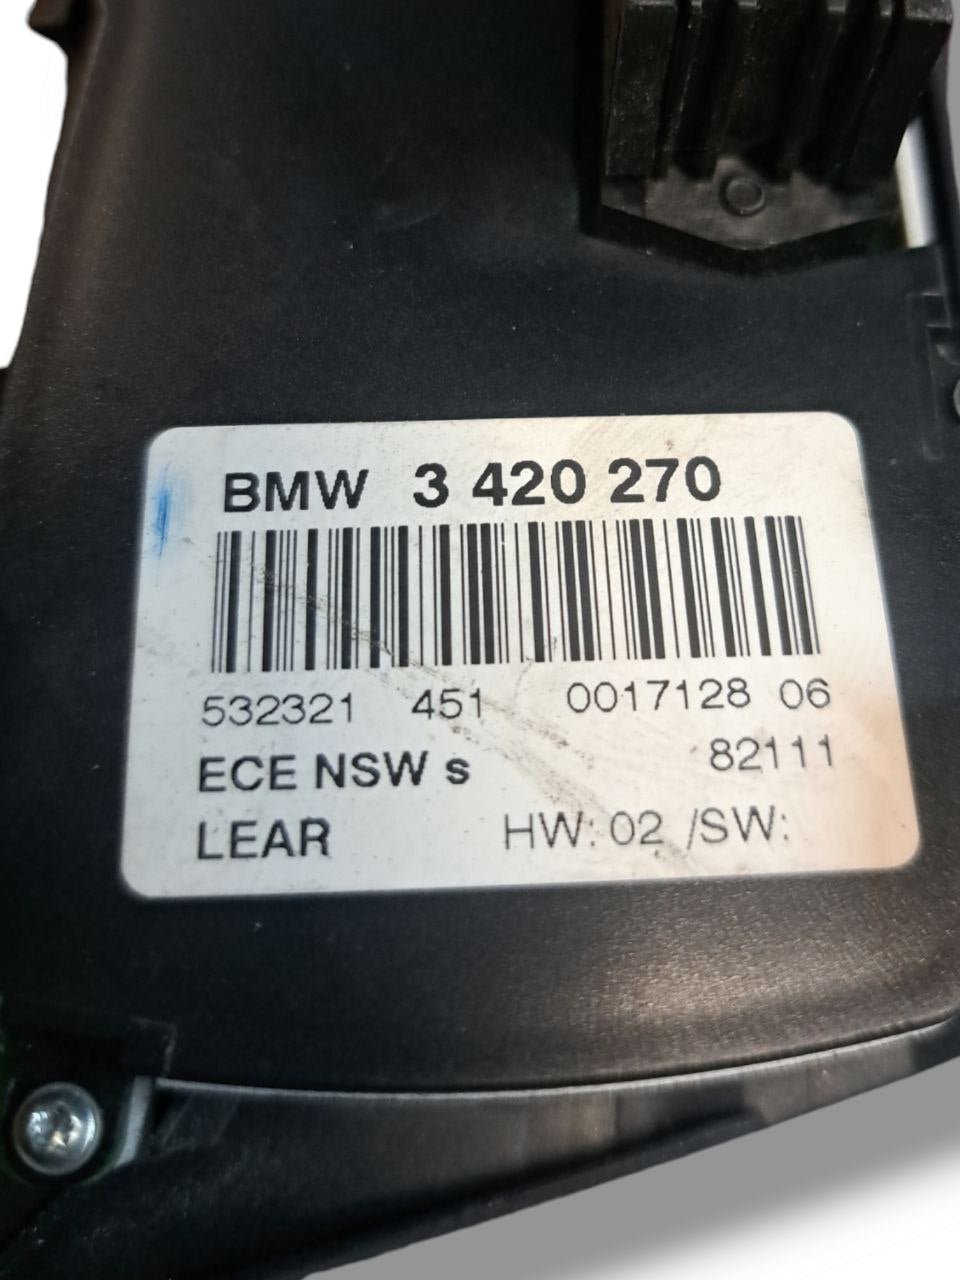 BMW 3 420 270
532321 451 0017128 06
ECE NSW s 82111
LEAR HW: 02 /SW: